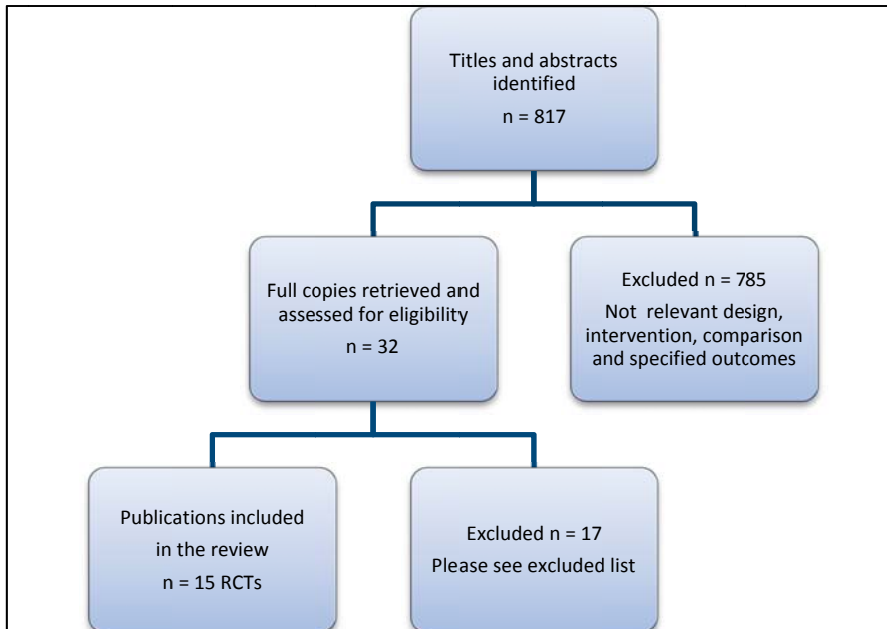 Titles and abstracts
identified
n = 817
Full copies retrieved and
assessed for eligibility
n = 32
Excluded n = 785
Not relevant design,
intervention, comparison
and specified outcomes
Publications included
in the review
n = 15 RCTs
Excluded n = 17
Please see excluded list